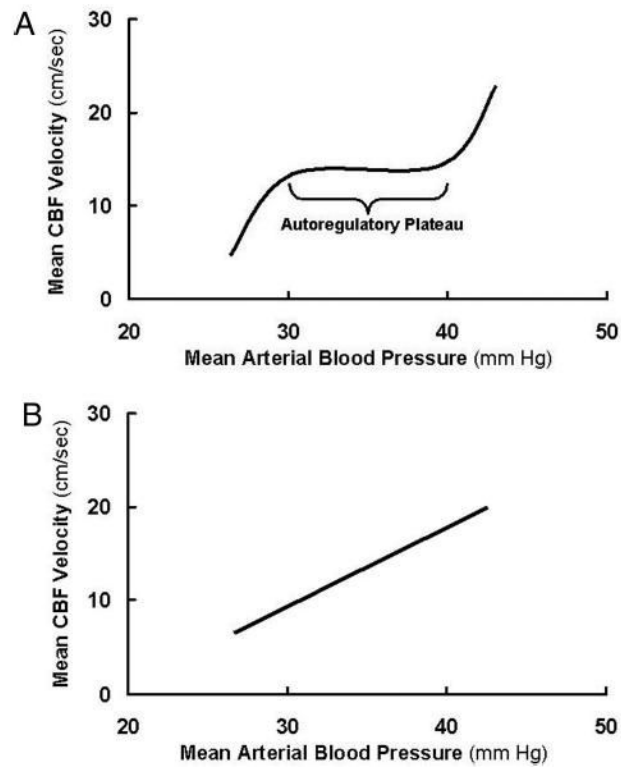 A
Mean CBF Velocity (cm/sec)
30
20
10
0
Autoregulatory Plateau
20 30 40 50
Mean Arterial Blood Pressure (mm Hg)
B
Mean CBF Velocity (cm/sec)
30
20
10
0
20 30 40 50
Mean Arterial Blood Pressure (mm Hg)